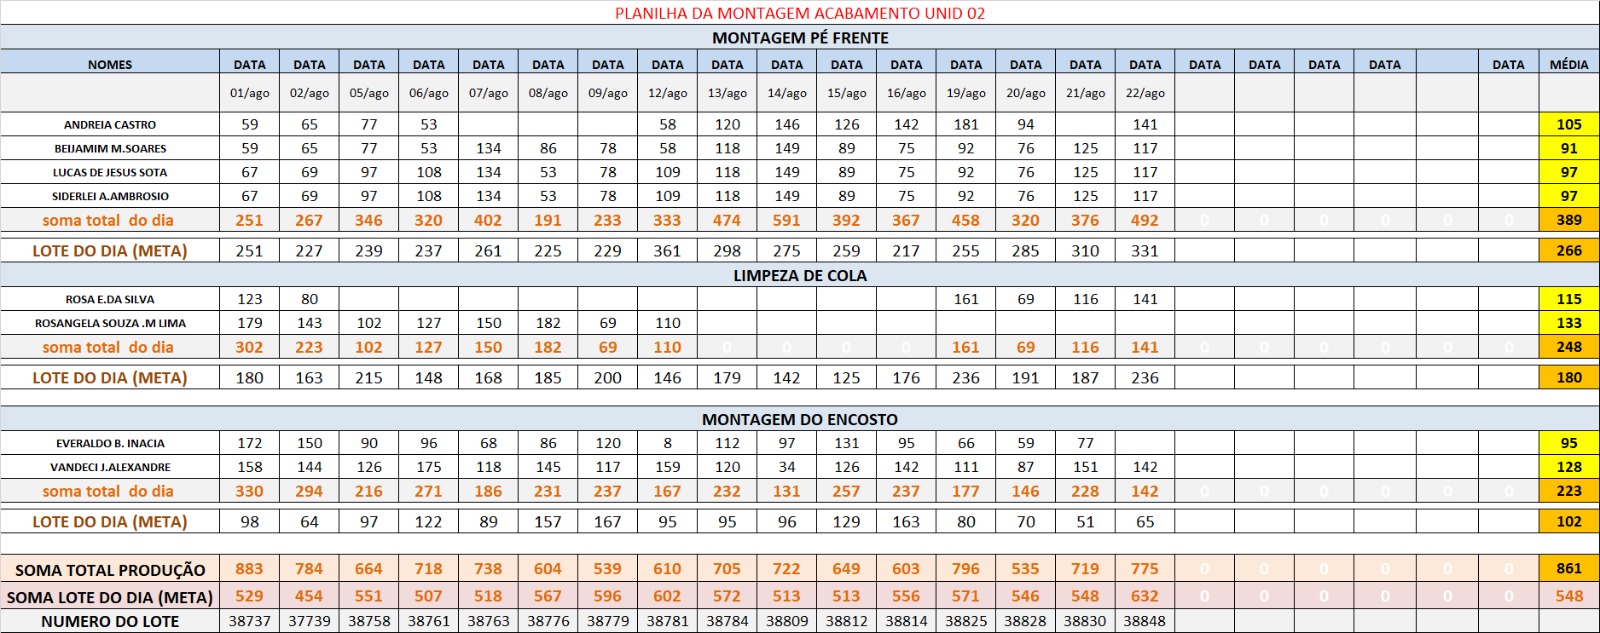 PLANILHA DA MONTAGEM ACABAMENTO UNID 02
MONTAGEM PÉ FRENTE
NOMES DATA DATA DATA DATA DATA DATA DATA DATA DATA DATA DATA DATA DATA DATA DATA DATA DATA DATA DATA DATA DATA MÉDIA
01/ago 02/ago 05/ago 06/ago 07/ago 08/ago 09/ago 12/ago 13/ago 14/ago 15/ago 16/ago 19/ago 20/ago 21/ago 22/ago
ANDREIA CASTRO 59 65 77 53 58 120 146 126 142 181 94 141 105
BEIJAMIM M.SOARES 59 65 77 53 134 86 78 58 118 149 89 75 92 76 125 117 91
LUCAS DE JESUS SOTA 67 69 97 108 134 53 78 109 118 149 89 75 92 76 125 117 97
SIDERLEI A.AMBROSIO 67 69 97 108 134 53 78 109 118 149 89 75 92 76 125 117 97
soma total do dia 251 267 346 320 402 191 233 333 474 591 392 367 458 320 376 492 0 0 0 0 0 0 389
LOTE DO DIA (META) 251 227 239 237 261 225 229 361 298 275 259 217 255 285 310 331 266
LIMPEZA DE COLA
ROSA E.DA SILVA 123 80 161 69 116 141 115
ROSANGELA SOUZA .M LIMA 179 143 102 127 150 182 69 110 133
soma total do dia 302 223 102 127 150 182 69 110 0 0 0 0 161 69 116 141 0 0 0 0 0 0 248
LOTE DO DIA (META) 180 163 215 148 168 185 200 146 179 142 125 176 236 191 187 236 180
MONTAGEM DO ENCOSTO
EVERALDO B. INACIA 172 150 90 96 68 86 120 8 112 97 131 95 66 59 77 95
VANDECI J.ALEXANDRE 158 144 126 175 118 145 117 159 120 34 126 142 111 87 151 142 128
soma total do dia 330 294 216 271 186 231 237 167 232 131 257 237 177 146 228 142 0 0 0 0 0 0 223
LOTE DO DIA (META) 98 64 97 122 89 157 167 95 95 96 129 163 80 70 51 65 102
SOMA TOTAL PRODUÇÃO 883 784 664 718 738 604 539 610 705 722 649 603 796 535 719 775 0 0 0 0 0 0 861
SOMA LOTE DO DIA (META) 529 454 551 507 518 567 596 602 572 513 513 556 571 546 548 632 0 0 0 0 0 0 548
NUMERO DO LOTE 38737 37739 38758 38761 38763 38776 38779 38781 38784 38809 38812 38814 38825 38828 38830 38848